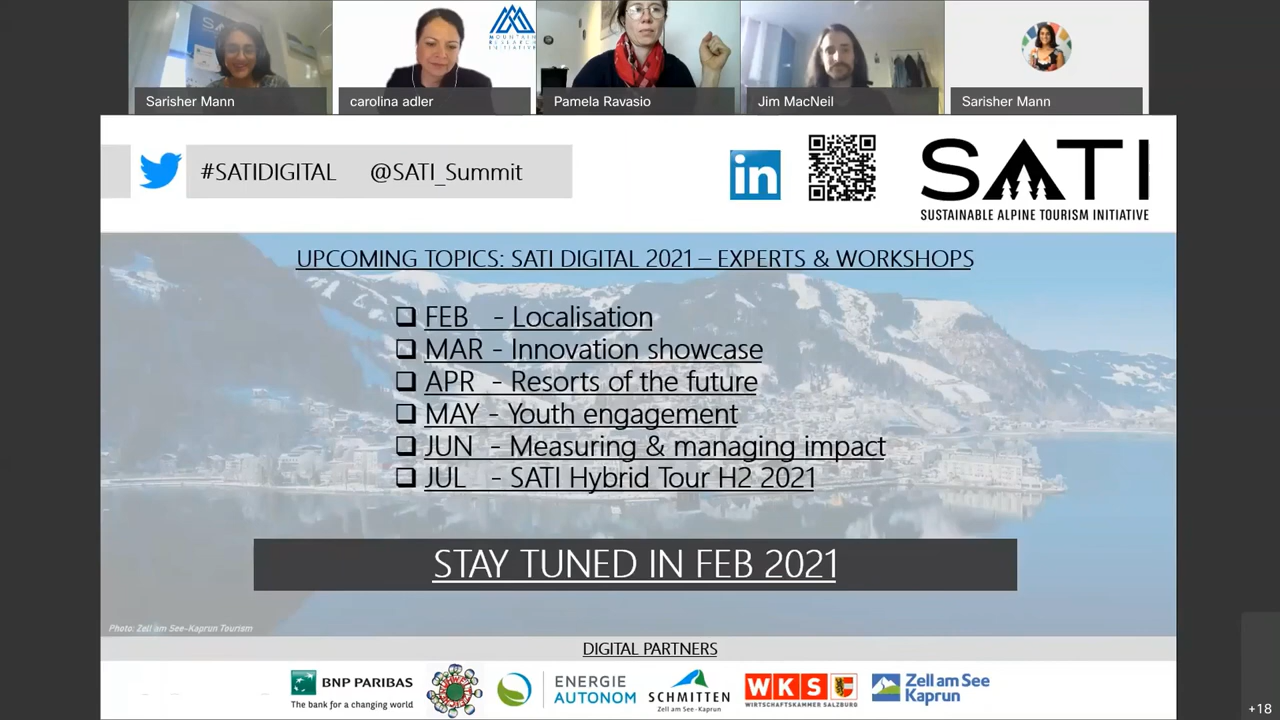 MOUNTAIN
RESEARCH
INITIATIVE
Sarisher Mann
carolina adler
Pamela Ravasio
Jim MacNeil
Sarisher Mann
#SATIDIGITAL @SATI_Summit
in
SATI
SUSTAINABLE ALPINE TOURISM INITIATIVE
UPCOMING TOPICS: SATI DIGITAL 2021 – EXPERTS & WORKSHOPS
❑ FEB - Localisation
❑ MAR - Innovation showcase
❑ APR - Resorts of the future
❑ MAY - Youth engagement
❑ JUN - Measuring & managing impact
❑ JUL - SATI Hybrid Tour H2 2021
STAY TUNED IN FEB 2021
Photo: Zell am See-Kaprun Tourism
DIGITAL PARTNERS
BNP PARIBAS
The bank for a changing world
ENERGIE
AUTONOM
SCHMITTEN
Zell am See-Kaprun
WKS
WIRTSCHAFTSKAMMER SALZBURG
Zell am See
Kaprun
+18